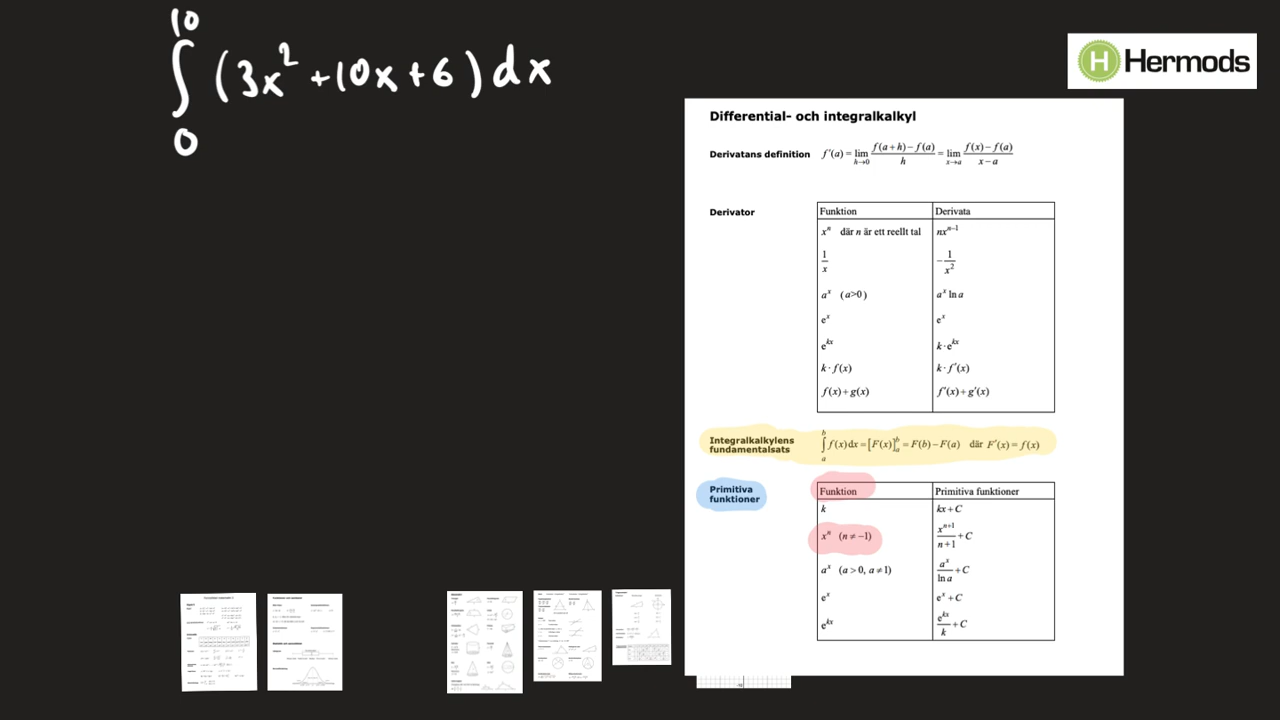 ∫₀¹⁰ (3x² + 10x + 6) dx
H Hermods
Differential- och integralkalkyl
Derivatans definition f'(a) = lim_{h→0} (f(a+h) − f(a))/h = lim_{x→a} (f(x) − f(a))/(x − a)
Derivator
Funktion Derivata
xⁿ där n är ett reellt tal nxⁿ⁻¹
1/x −1/x²
aˣ (a>0) aˣ ln a
eˣ eˣ
e^{kx} k·e^{kx}
k·f(x) k·f'(x)
f(x)+g(x) f'(x)+g'(x)
Integralkalkylens fundamentalsats ∫ₐᵇ f(x)dx = [F(x)]ₐᵇ = F(b) − F(a) där F'(x) = f(x)
Primitiva funktioner
Funktion Primitiva funktioner
k kx + C
xⁿ (n ≠ −1) xⁿ⁺¹/(n+1) + C
aˣ (a > 0, a ≠ 1) aˣ/ln a + C
eˣ eˣ + C
e^{kx} e^{kx}/k + C